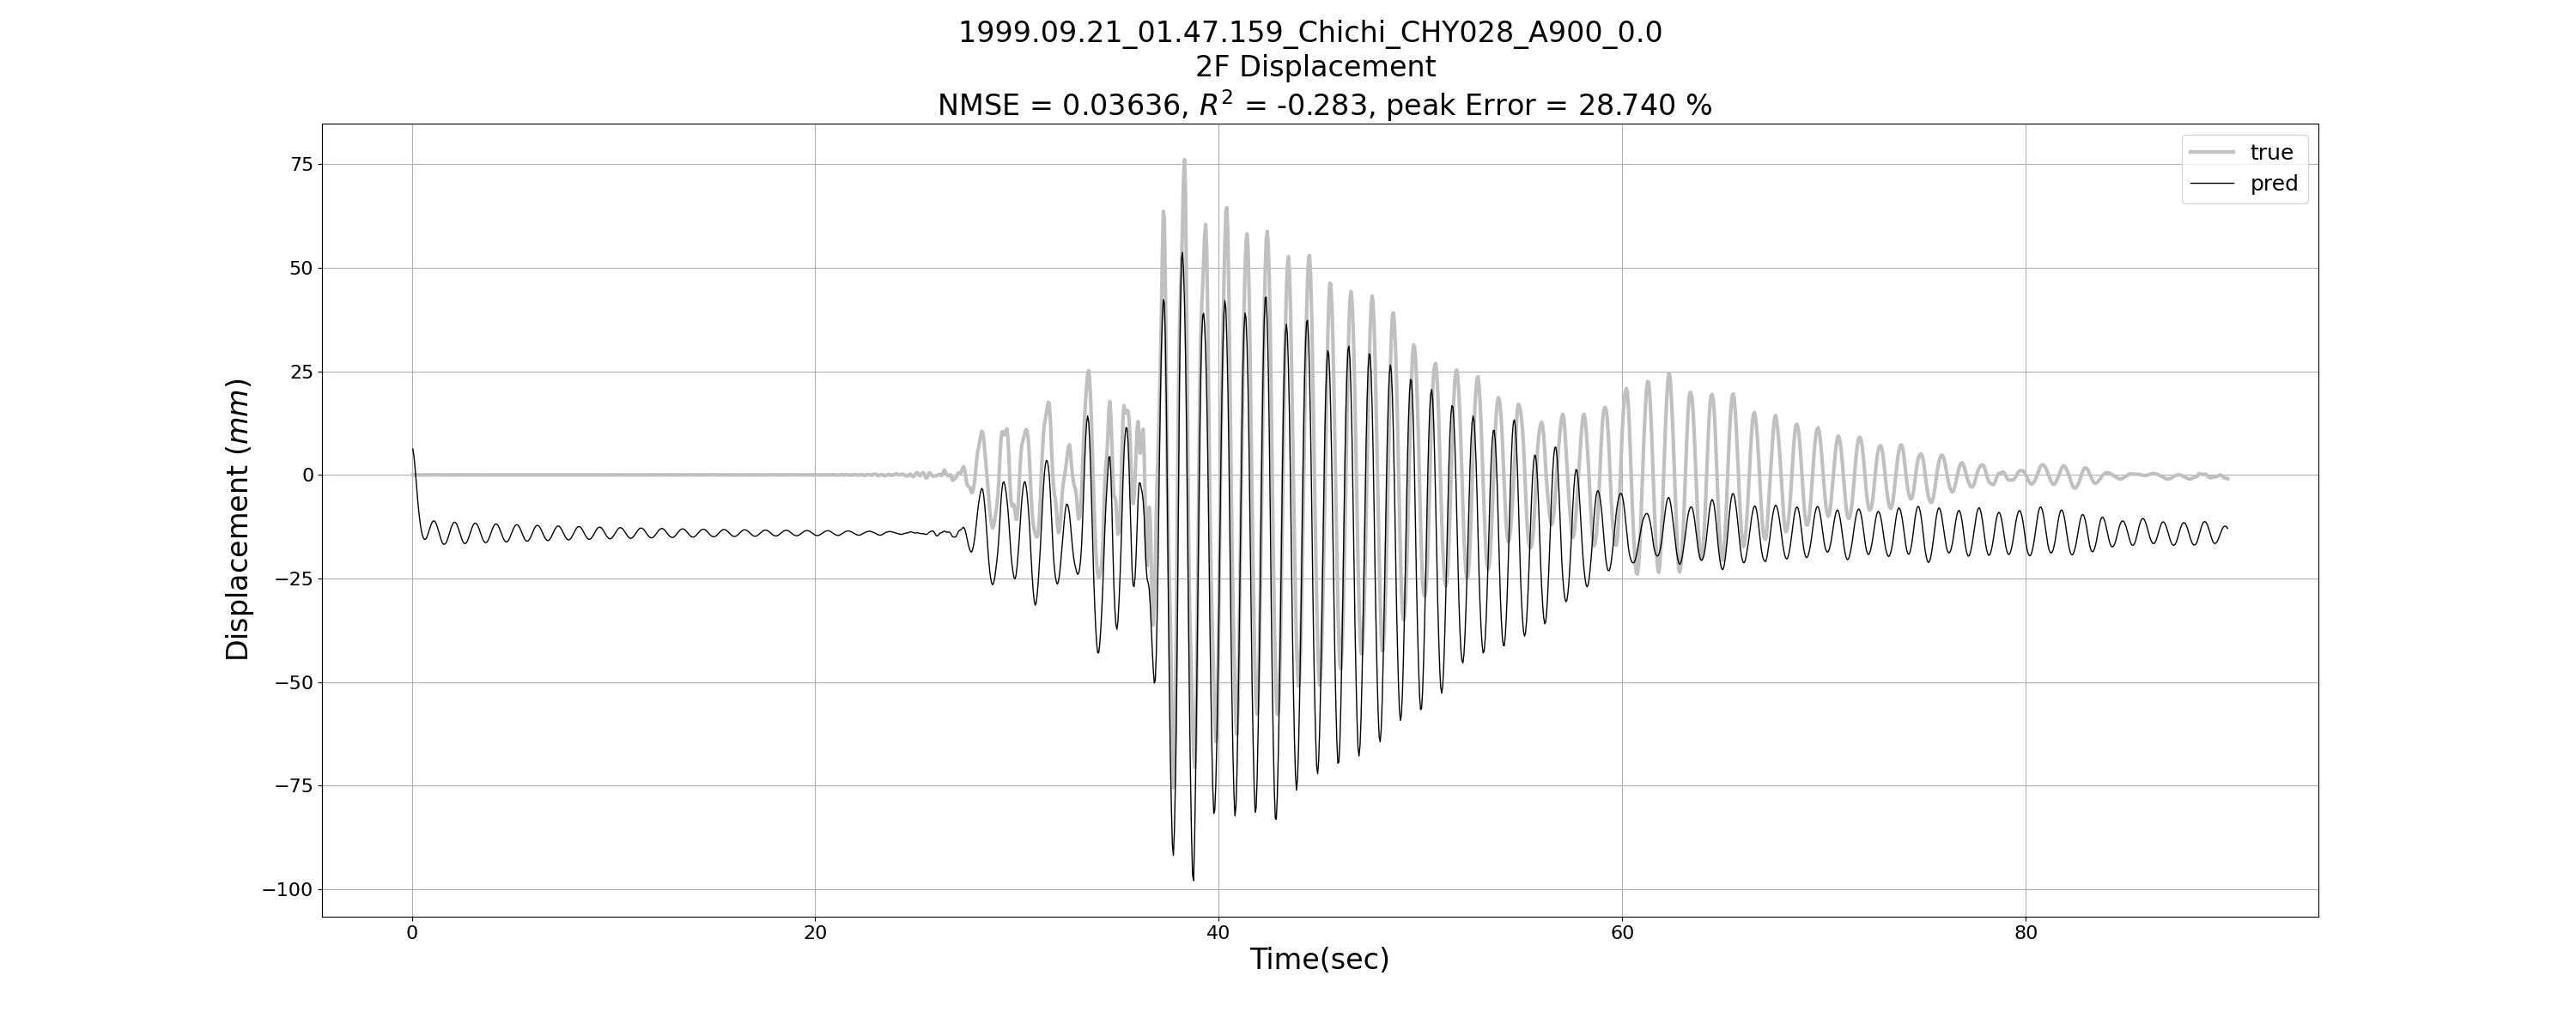 1999.09.21_01.47.159_Chichi_CHY028_A900_0.0
2F Displacement
NMSE = 0.03636, R² = -0.283, peak Error = 28.740 %
true
pred
75
50
25
0
−25
−50
−75
−100
Displacement (mm)
0 20 40 60 80
Time(sec)